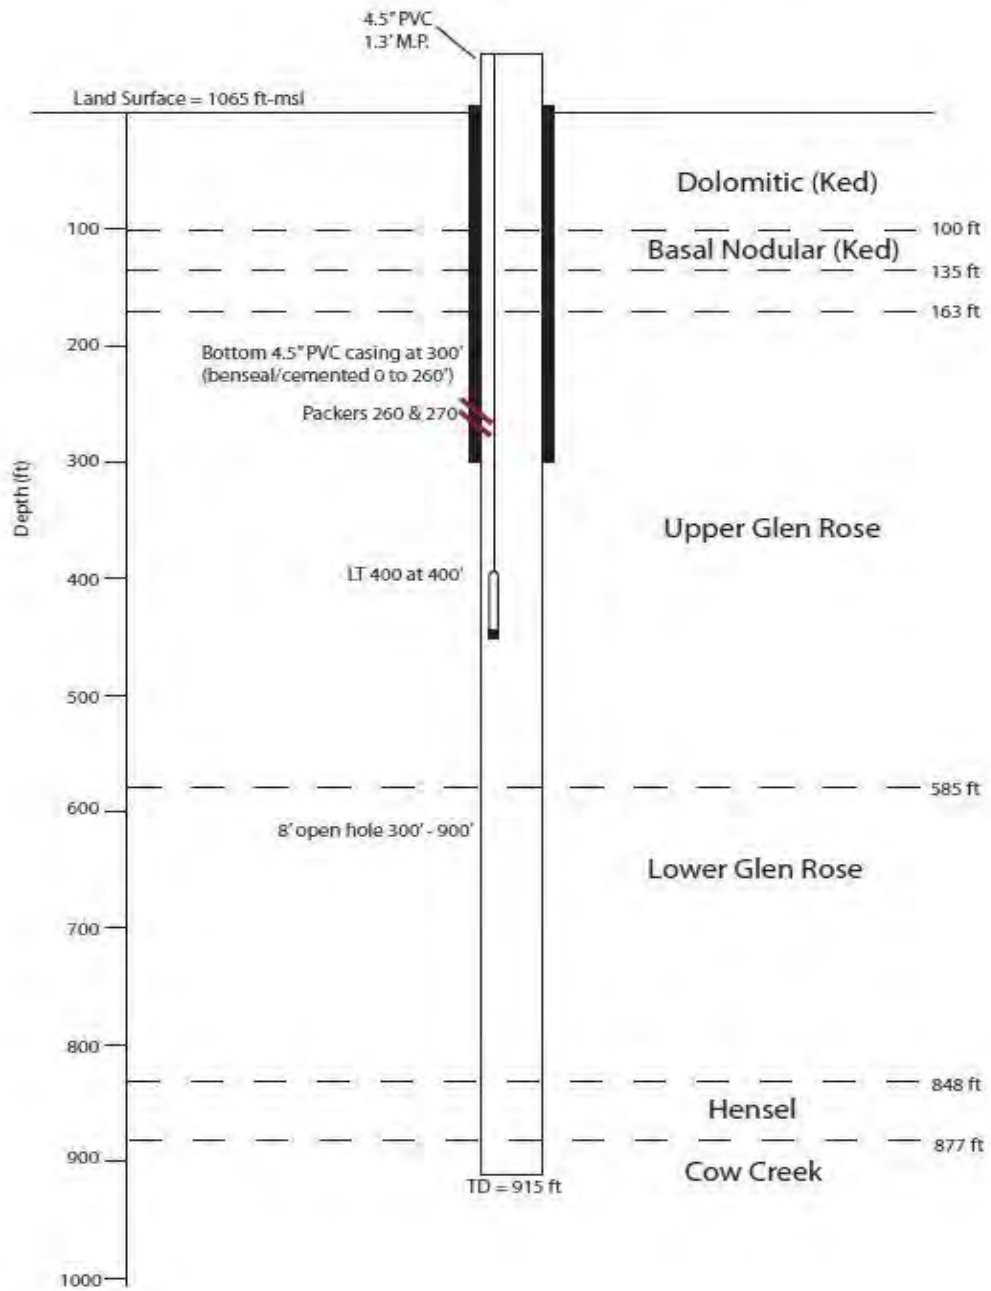 4.5" PVC
1.3' M.P.
Land Surface = 1065 ft-msl
Dolomitic (Ked)
100
100 ft
Basal Nodular (Ked)
135 ft
163 ft
200
Bottom 4.5" PVC casing at 300'
(benseal/cemented 0 to 260')
Packers 260 & 270
300
Depth (ft)
Upper Glen Rose
LT 400 at 400'
400
500
585 ft
600
8' open hole 300' - 900'
Lower Glen Rose
700
800
848 ft
Hensel
877 ft
900
Cow Creek
TD = 915 ft
1000